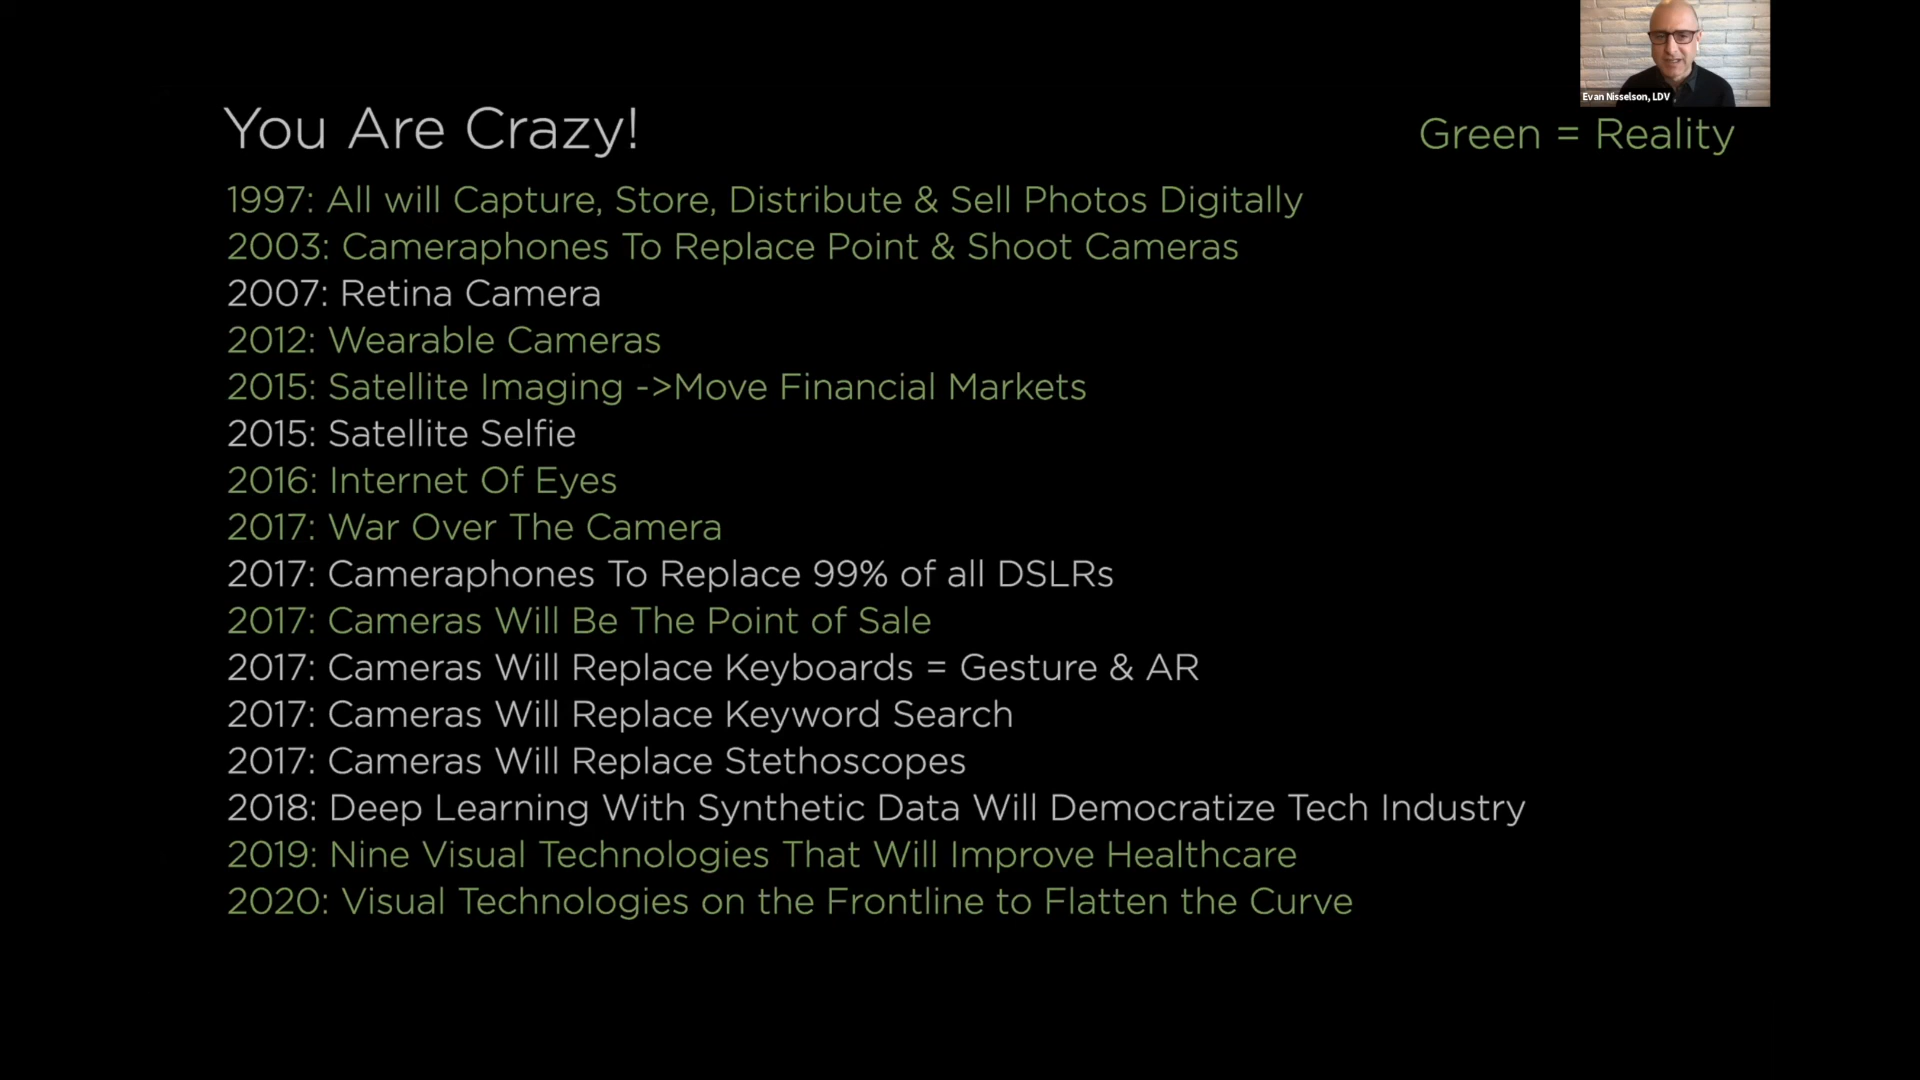 Evan Nisselson, LDV
You Are Crazy!
Green = Reality
1997: All will Capture, Store, Distribute & Sell Photos Digitally
2003: Cameraphones To Replace Point & Shoot Cameras
2007: Retina Camera
2012: Wearable Cameras
2015: Satellite Imaging ->Move Financial Markets
2015: Satellite Selfie
2016: Internet Of Eyes
2017: War Over The Camera
2017: Cameraphones To Replace 99% of all DSLRs
2017: Cameras Will Be The Point of Sale
2017: Cameras Will Replace Keyboards = Gesture & AR
2017: Cameras Will Replace Keyword Search
2017: Cameras Will Replace Stethoscopes
2018: Deep Learning With Synthetic Data Will Democratize Tech Industry
2019: Nine Visual Technologies That Will Improve Healthcare
2020: Visual Technologies on the Frontline to Flatten the Curve